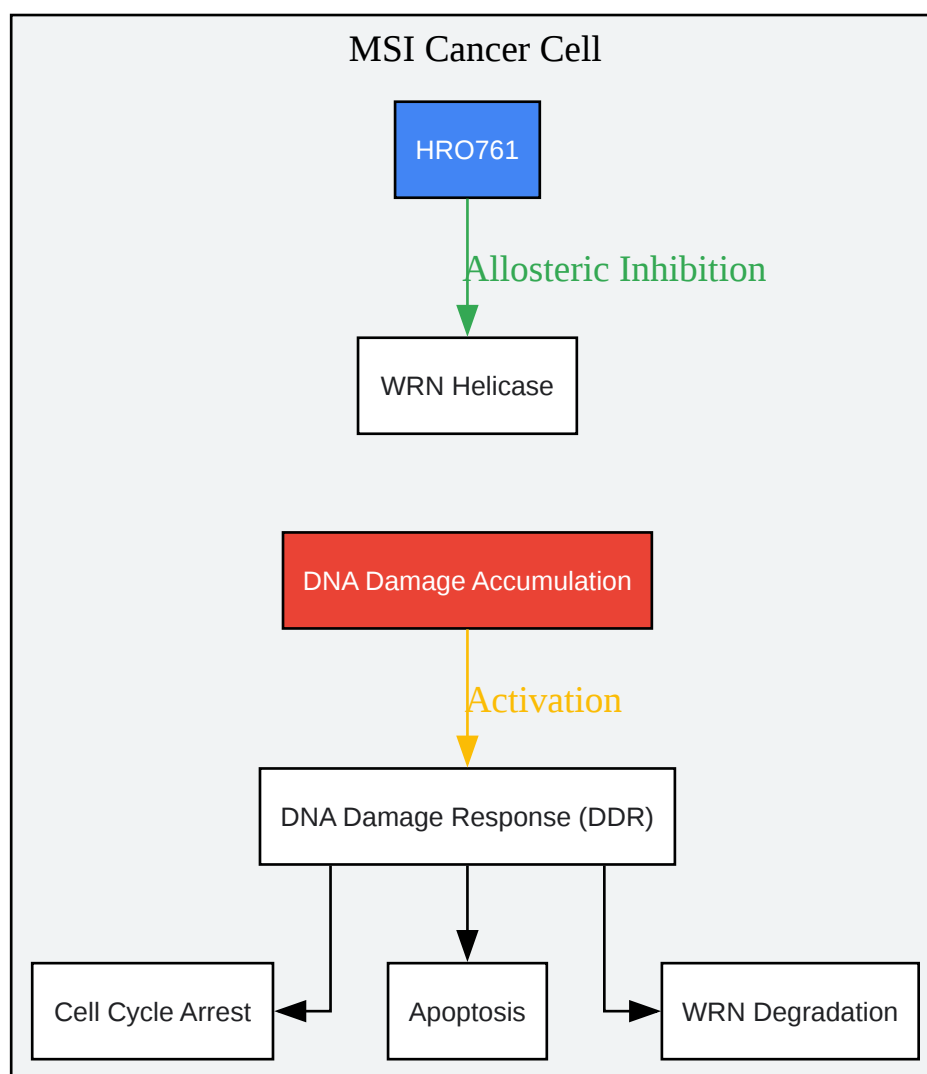 MSI Cancer Cell
HRO761
Allosteric Inhibition
WRN Helicase
DNA Damage Accumulation
Activation
DNA Damage Response (DDR)
Cell Cycle Arrest
Apoptosis
WRN Degradation